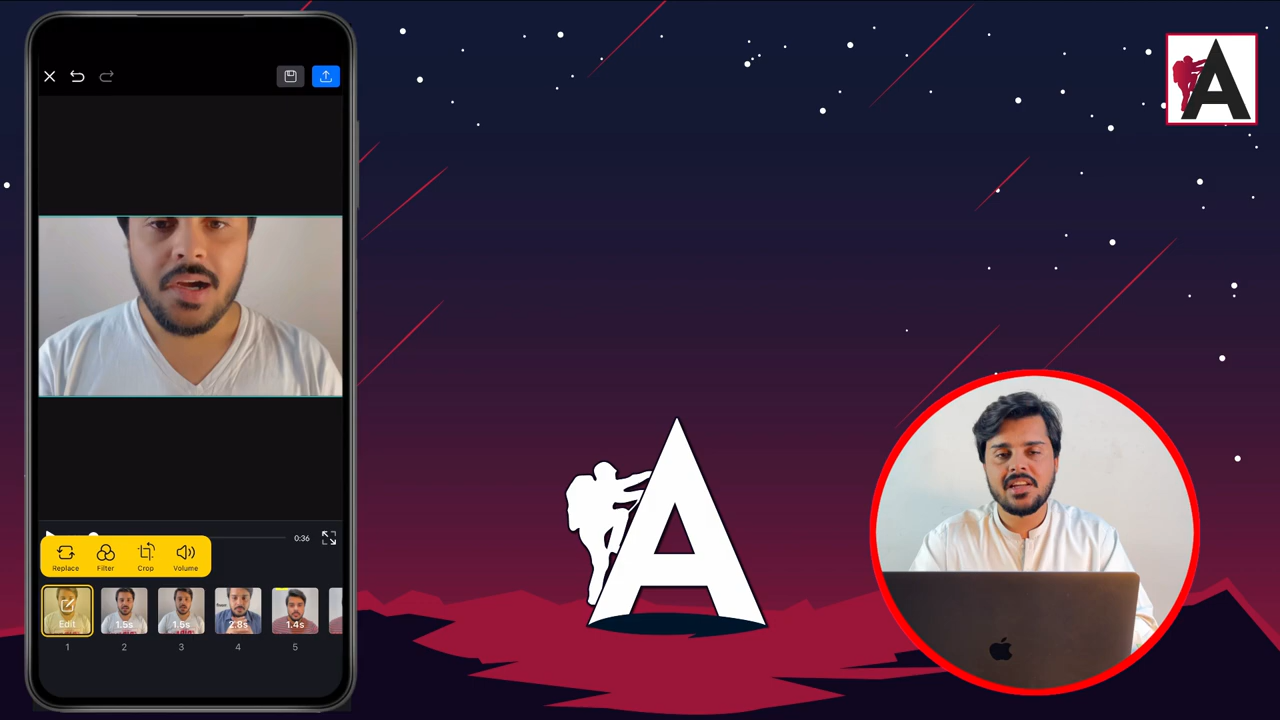 A
0:36
Replace Filter Crop Volume
Edit 1.5s 1.5s 2.8s 1.4s
1 2 3 4 5
A